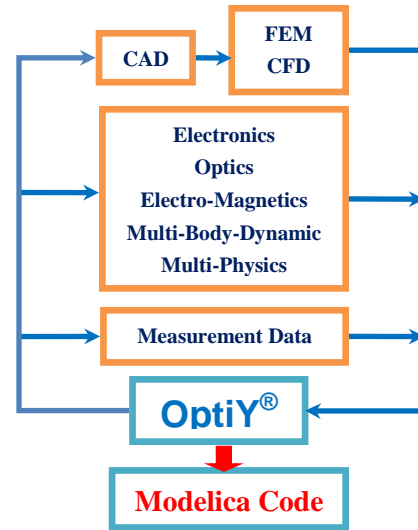 CAD
FEM
CFD
Electronics
Optics
Electro-Magnetics
Multi-Body-Dynamic
Multi-Physics
Measurement Data
OptiY®
Modelica Code